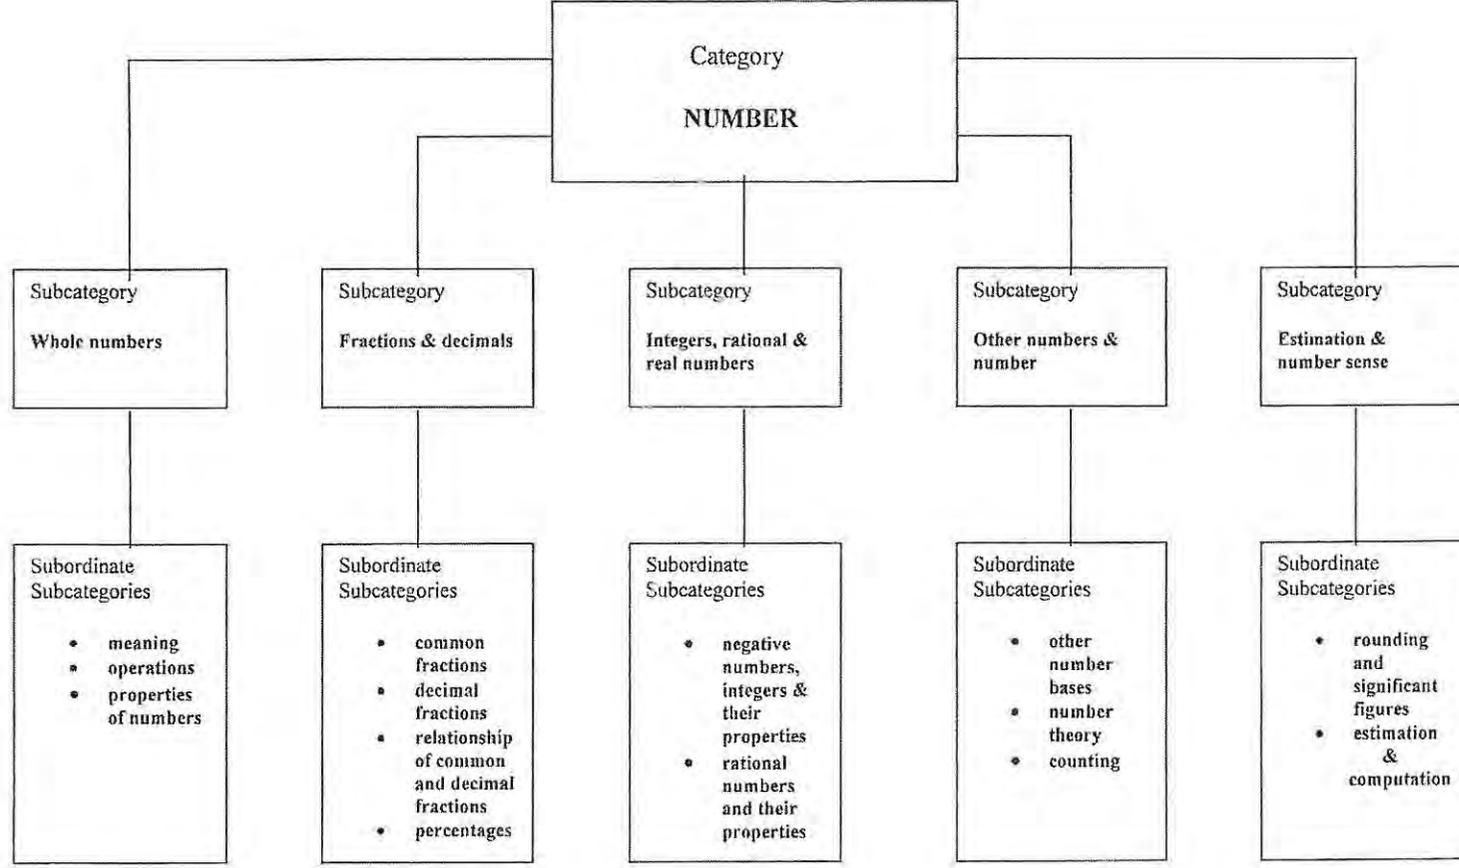 Category
NUMBER
Subcategory
Whole numbers
Subcategory
Fractions & decimals
Subcategory
Integers, rational &
real numbers
Subcategory
Other numbers &
number
Subcategory
Estimation &
number sense
Subordinate
Subcategories
• meaning
• operations
• properties
of numbers
Subordinate
Subcategories
• common
fractions
• decimal
fractions
• relationship
of common
and decimal
fractions
• percentages
Subordinate
Subcategories
• negative
numbers,
integers &
their
properties
• rational
numbers
and their
properties
Subordinate
Subcategories
• other
number
bases
• number
theory
• counting
Subordinate
Subcategories
• rounding
and
significant
figures
• estimation
&
computation